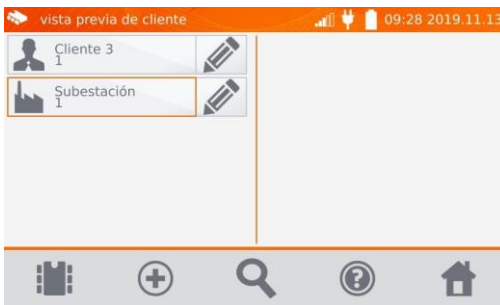 vista previa de cliente
09:28 2019.11.13
Cliente 3
1
Subestación
1